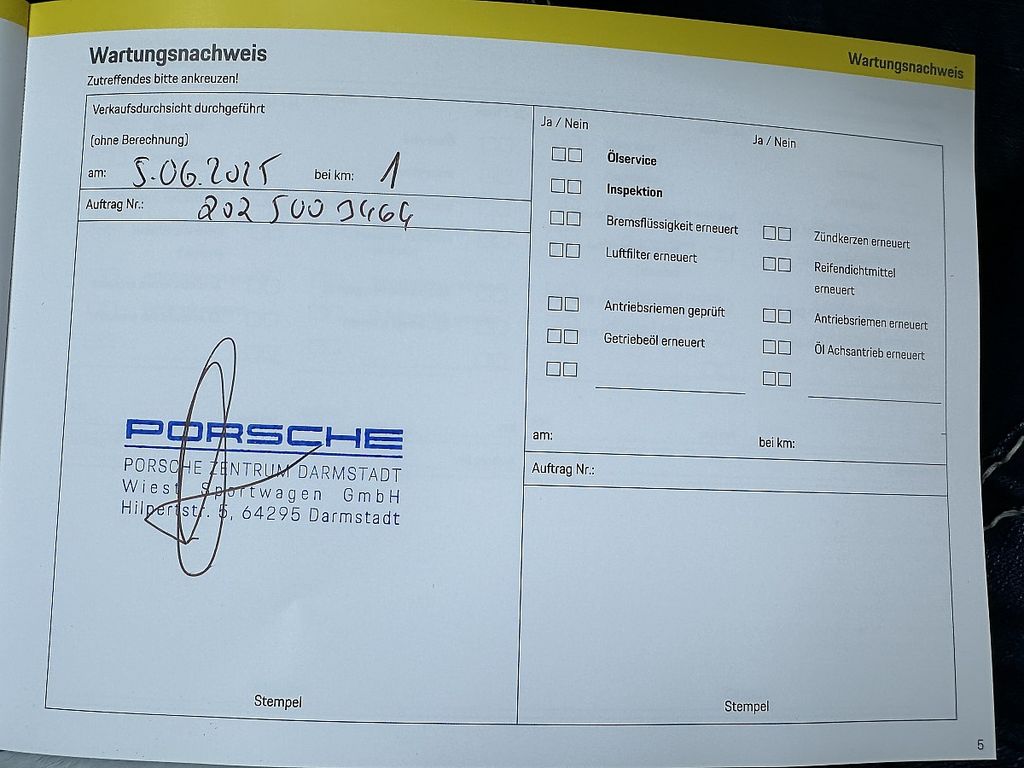 Wartungsnachweis
Wartungsnachweis
Zutreffendes bitte ankreuzen!
Verkaufsdurchsicht durchgeführt
(ohne Berechnung)
am: 5.06.2025 bei km: 1
Auftrag Nr.: 202 500 3464
PORSCHE
PORSCHE ZENTRUM DARMSTADT
Wiest Sportwagen GmbH
Hilpertstr. 5, 64295 Darmstadt
Stempel
Ja / Nein
Ja / Nein
Ölservice
Inspektion
Bremsflüssigkeit erneuert
Zündkerzen erneuert
Luftfilter erneuert
Reifendichtmittel
erneuert
Antriebsriemen geprüft
Antriebsriemen erneuert
Getriebeöl erneuert
Öl Achsantrieb erneuert
am: bei km:
Auftrag Nr.:
Stempel
5